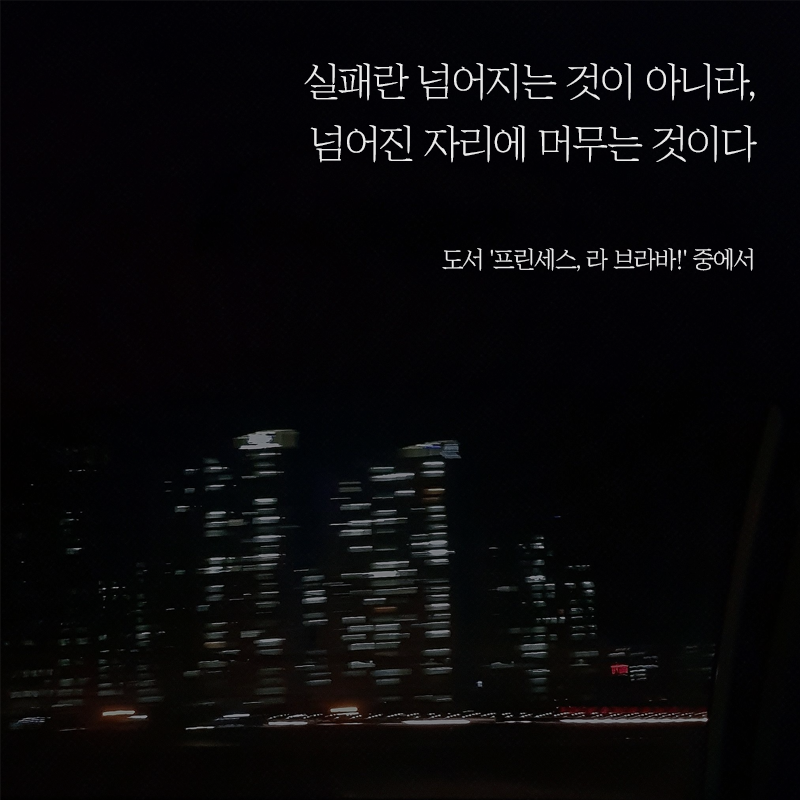 실패란 넘어지는 것이 아니라,
넘어진 자리에 머무는 것이다
도서 '프린세스, 라 브라바!' 중에서